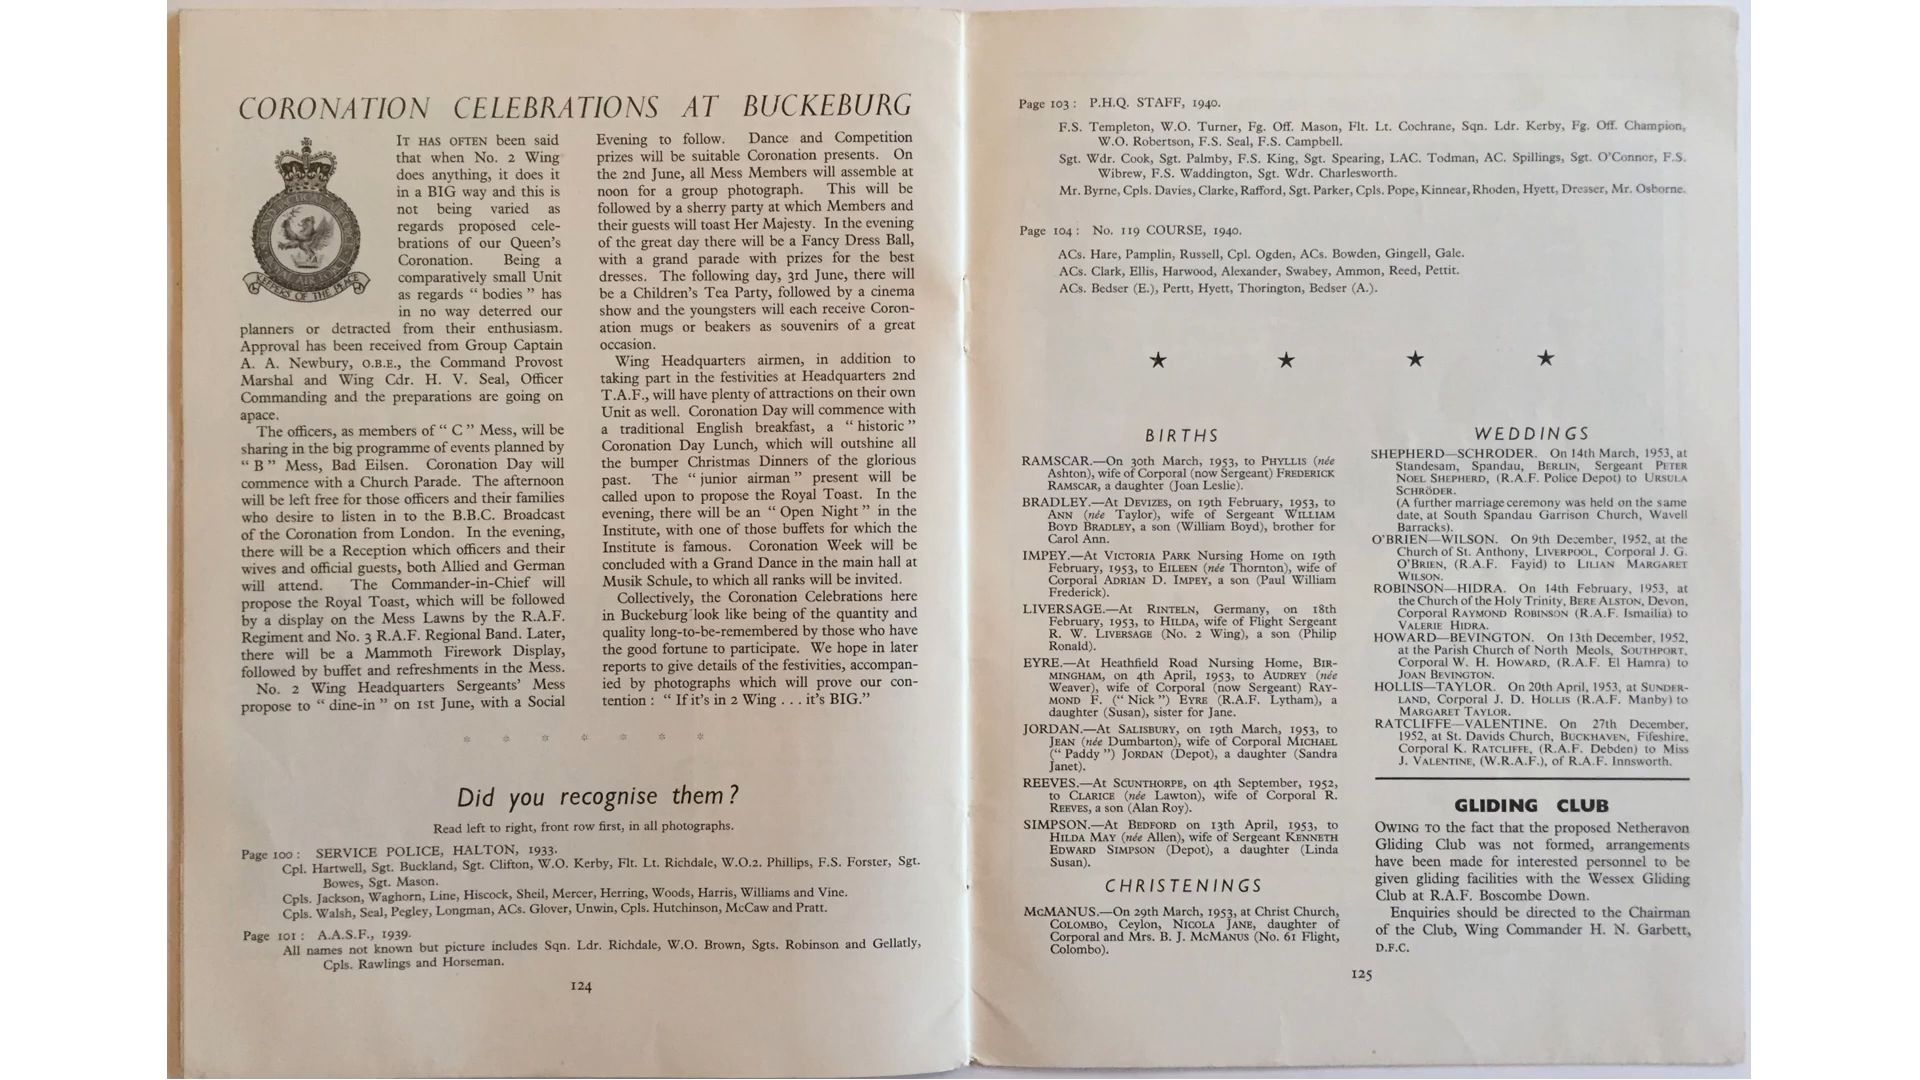 CORONATION CELEBRATIONS AT BUCKEBURG
IT HAS OFTEN been said
that when No. 2 Wing
does anything, it does it
in a BIG way and this is
not being varied as
regards proposed cele-
brations of our Queen's
Coronation. Being a
comparatively small Unit
as regards " bodies " has
in no way deterred our
planners or detracted from their enthusiasm.
Approval has been received from Group Captain
A. A. Newbury, O.B.E., the Command Provost
Marshal and Wing Cdr. H. V. Seal, Officer
Commanding and the preparations are going on
apace.
The officers, as members of " C " Mess, will be
sharing in the big programme of events planned by
" B " Mess, Bad Eilsen. Coronation Day will
commence with a Church Parade. The afternoon
will be left free for those officers and their families
who desire to listen in to the B.B.C. Broadcast
of the Coronation from London. In the evening,
there will be a Reception which officers and their
wives and official guests, both Allied and German
will attend. The Commander-in-Chief will
propose the Royal Toast, which will be followed
by a display on the Mess Lawns by the R.A.F.
Regiment and No. 3 R.A.F. Regional Band. Later,
there will be a Mammoth Firework Display,
followed by buffet and refreshments in the Mess.
No. 2 Wing Headquarters Sergeants' Mess
propose to " dine-in " on 1st June, with a Social
KEEPERS OF THE PEACE
Evening to follow. Dance and Competition
prizes will be suitable Coronation presents. On
the 2nd June, all Mess Members will assemble at
noon for a group photograph. This will be
followed by a sherry party at which Members and
their guests will toast Her Majesty. In the evening
of the great day there will be a Fancy Dress Ball,
with a grand parade with prizes for the best
dresses. The following day, 3rd June, there will
be a Children's Tea Party, followed by a cinema
show and the youngsters will each receive Coron-
ation mugs or beakers as souvenirs of a great
occasion.
Wing Headquarters airmen, in addition to
taking part in the festivities at Headquarters 2nd
T.A.F., will have plenty of attractions on their own
Unit as well. Coronation Day will commence with
a traditional English breakfast, a " historic "
Coronation Day Lunch, which will outshine all
the bumper Christmas Dinners of the glorious
past. The " junior airman " present will be
called upon to propose the Royal Toast. In the
evening, there will be an " Open Night " in the
Institute, with one of those buffets for which the
Institute is famous. Coronation Week will be
concluded with a Grand Dance in the main hall at
Musik Schule, to which all ranks will be invited.
Collectively, the Coronation Celebrations here
in Buckeburg look like being of the quantity and
quality long-to-be-remembered by those who have
the good fortune to participate. We hope in later
reports to give details of the festivities, accompan-
ied by photographs which will prove our con-
tention : " If it's in 2 Wing . . . it's BIG."
Did you recognise them ?
Read left to right, front row first, in all photographs.
Page 100 : SERVICE POLICE, HALTON, 1933.
Cpl. Hartwell, Sgt. Buckland, Sgt. Clifton, W.O. Kerby, Flt. Lt. Richdale, W.O.2. Phillips, F.S. Forster, Sgt.
Bowes, Sgt. Mason.
Cpls. Jackson, Waghorn, Line, Hiscock, Sheil, Mercer, Herring, Woods, Harris, Williams and Vine.
Cpls. Walsh, Seal, Pegley, Longman, ACs. Glover, Unwin, Cpls. Hutchinson, McCaw and Pratt.
Page 101 : A.A.S.F., 1939.
All names not known but picture includes Sqn. Ldr. Richdale, W.O. Brown, Sgts. Robinson and Gellatly,
Cpls. Rawlings and Horseman.
124
Page 103 : P.H.Q. STAFF, 1940.
F.S. Templeton, W.O. Turner, Fg. Off. Mason, Flt. Lt. Cochrane, Sqn. Ldr. Kerby, Fg. Off. Champion,
W.O. Robertson, F.S. Seal, F.S. Campbell.
Sgt. Wdr. Cook, Sgt. Palmby, F.S. King, Sgt. Spearing, LAC. Todman, AC. Spillings, Sgt. O'Connor, F.S.
Wibrew, F.S. Waddington, Sgt. Wdr. Charlesworth.
Mr. Byrne, Cpls. Davies, Clarke, Rafford, Sgt. Parker, Cpls. Pope, Kinnear, Rhoden, Hyett, Dresser, Mr. Osborne.
Page 104 : No. 119 COURSE, 1940.
ACs. Hare, Pamplin, Russell, Cpl. Ogden, ACs. Bowden, Gingell, Gale.
ACs. Clark, Ellis, Harwood, Alexander, Swabey, Ammon, Reed, Pettit.
ACs. Bedser (E.), Pertt, Hyett, Thorington, Bedser (A.).
BIRTHS
RAMSCAR.—On 30th March, 1953, to PHYLLIS (née
Ashton), wife of Corporal (now Sergeant) FREDERICK
RAMSCAR, a daughter (Joan Leslie).
BRADLEY.—At DEVIZES, on 19th February, 1953, to
ANN (née Taylor), wife of Sergeant WILLIAM
BOYD BRADLEY, a son (William Boyd), brother for
Carol Ann.
IMPEY.—At VICTORIA PARK Nursing Home on 19th
February, 1953, to EILEEN (née Thornton), wife of
Corporal ADRIAN D. IMPEY, a son (Paul William
Frederick).
LIVERSAGE.—At RINTELN, Germany, on 18th
February, 1953, to HILDA, wife of Flight Sergeant
R. W. LIVERSAGE (No. 2 Wing), a son (Philip
Ronald).
EYRE.—At Heathfield Road Nursing Home, BIR-
MINGHAM, on 4th April, 1953, to AUDREY (née
Weaver), wife of Corporal (now Sergeant) RAY-
MOND F. (" Nick ") EYRE (R.A.F. Lytham), a
daughter (Susan), sister for Jane.
JORDAN.—At SALISBURY, on 19th March, 1953, to
JEAN (née Dumbarton), wife of Corporal MICHAEL
(" Paddy ") JORDAN (Depot), a daughter (Sandra
Janet).
REEVES.—At SCUNTHORPE, on 4th September, 1952,
to CLARICE (née Lawton), wife of Corporal R.
REEVES, a son (Alan Roy).
SIMPSON.—At BEDFORD on 13th April, 1953, to
HILDA MAY (née Allen), wife of Sergeant KENNETH
EDWARD SIMPSON (Depot), a daughter (Linda
Susan).
CHRISTENINGS
McMANUS.—On 29th March, 1953, at Christ Church,
COLOMBO, Ceylon, NICOLA JANE, daughter of
Corporal and Mrs. B. J. McMANUS (No. 61 Flight,
Colombo).
WEDDINGS
SHEPHERD—SCHRODER. On 14th March, 1953, at
Standesam, Spandau, BERLIN, Sergeant PETER
NOEL SHEPHERD, (R.A.F. Police Depot) to URSULA
SCHRÖDER.
(A further marriage ceremony was held on the same
date, at South Spandau Garrison Church, Wavell
Barracks).
O'BRIEN—WILSON. On 9th December, 1952, at the
Church of St. Anthony, LIVERPOOL, Corporal J. G.
O'BRIEN, (R.A.F. Fayid) to LILIAN MARGARET
WILSON.
ROBINSON—HIDRA. On 14th February, 1953, at
the Church of the Holy Trinity, BERE ALSTON, Devon,
Corporal RAYMOND ROBINSON (R.A.F. Ismailia) to
VALERIE HIDRA.
HOWARD—BEVINGTON. On 13th December, 1952,
at the Parish Church of North Meols, SOUTHPORT,
Corporal W. H. HOWARD, (R.A.F. El Hamra) to
JOAN BEVINGTON.
HOLLIS—TAYLOR. On 20th April, 1953, at SUNDER-
LAND, Corporal J. D. HOLLIS (R.A.F. Manby) to
MARGARET TAYLOR.
RATCLIFFE—VALENTINE. On 27th December,
1952, at St. Davids Church, BUCKHAVEN, Fifeshire,
Corporal K. RATCLIFFE, (R.A.F. Debden) to Miss
J. VALENTINE, (W.R.A.F.), of R.A.F. Innsworth.
GLIDING CLUB
OWING TO the fact that the proposed Netheravon
Gliding Club was not formed, arrangements
have been made for interested personnel to be
given gliding facilities with the Wessex Gliding
Club at R.A.F. Boscombe Down.
Enquiries should be directed to the Chairman
of the Club, Wing Commander H. N. Garbett,
D.F.C.
125